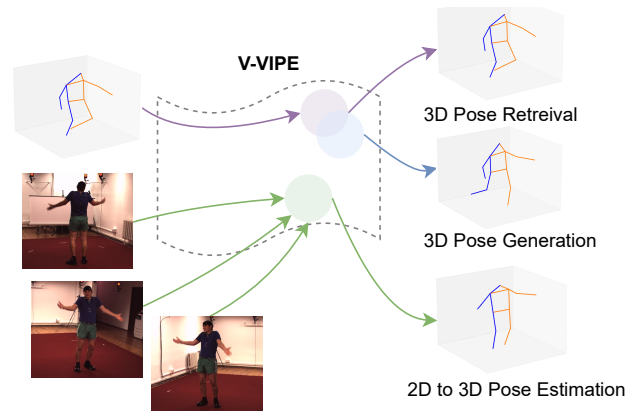 V-VIPE
3D Pose Retreival
3D Pose Generation
2D to 3D Pose Estimation